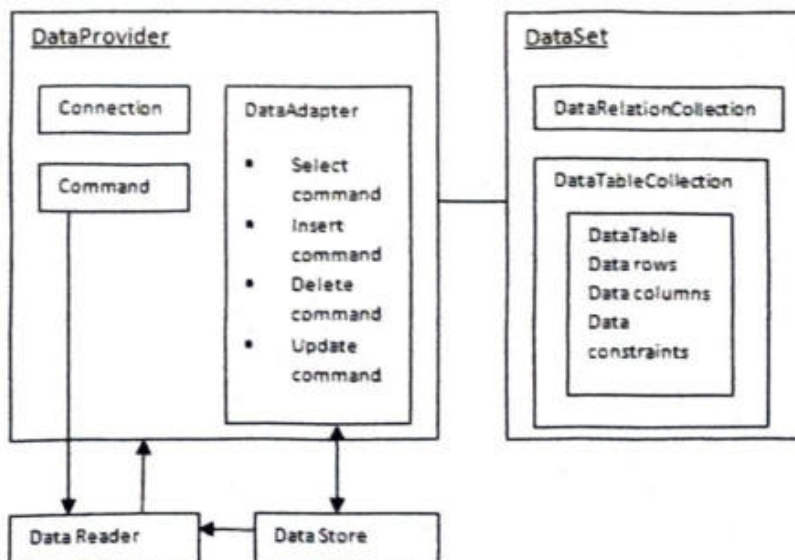 DataProvider
Connection
Command
DataAdapter
▪ Select
command
▪ Insert
command
▪ Delete
command
▪ Update
command
DataSet
DataRelationCollection
DataTableCollection
DataTable
Data rows
Data columns
Data
constraints
Data Reader
Data Store